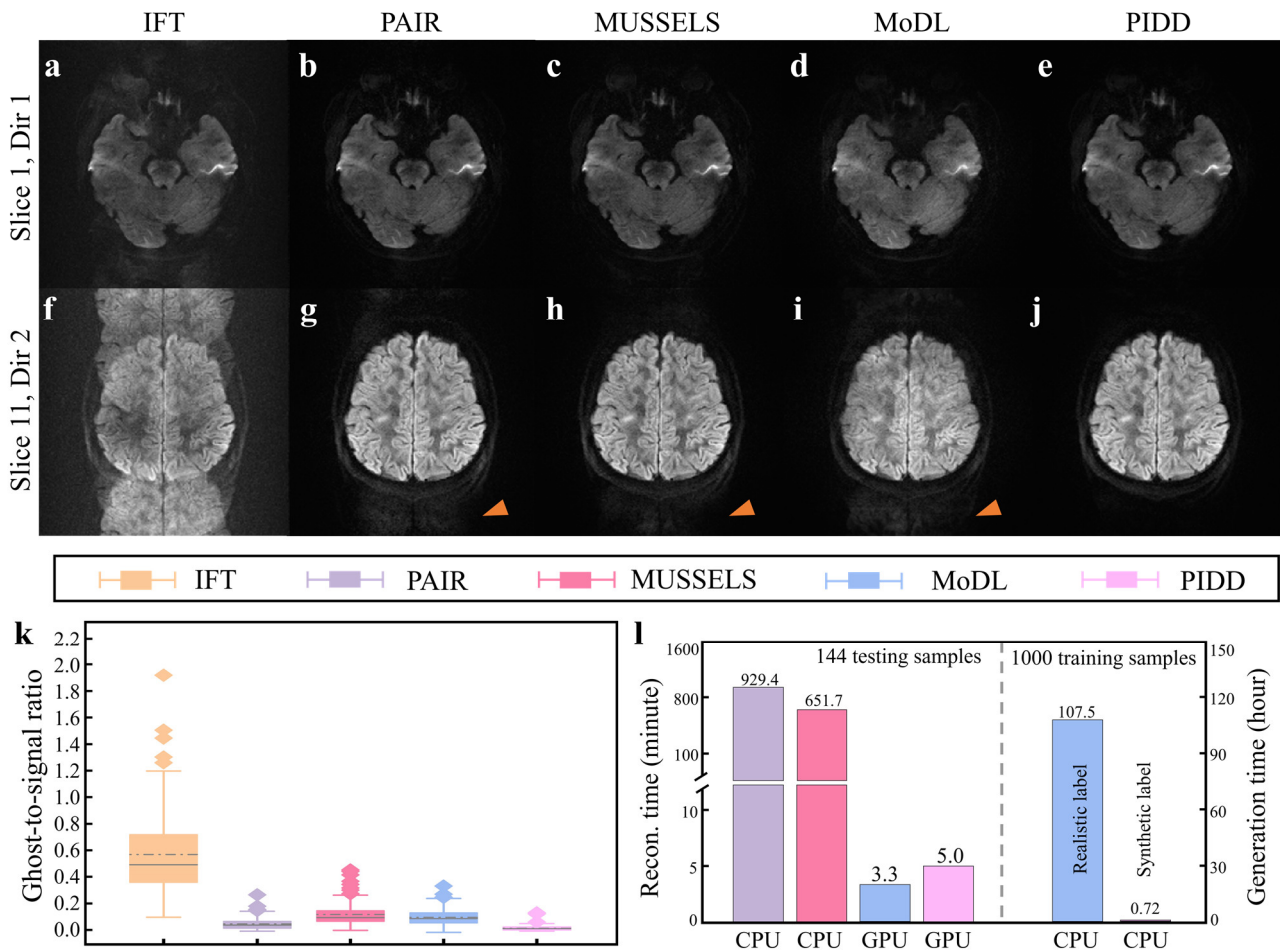 IFT PAIR MUSSELS MoDL PIDD
Slice 1, Dir 1
a b c d e
Slice 11, Dir 2
f g h i j
IFT PAIR MUSSELS MoDL PIDD
k
Ghost-to-signal ratio
2.2
2.0
1.8
1.6
1.4
1.2
1.0
0.8
0.6
0.4
0.2
0.0
l
Recon. time (minute)
1600
800
100
10
5
0
144 testing samples
1000 training samples
929.4
651.7
3.3
5.0
107.5
0.72
Realistic label
Synthetic label
CPU CPU GPU GPU CPU CPU
150
120
90
60
30
0
Generation time (hour)